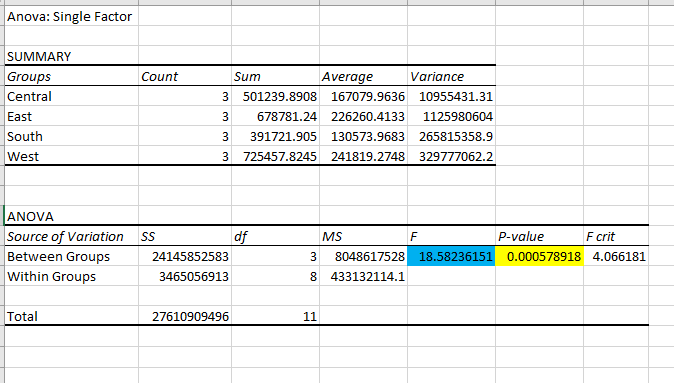 Anova: Single Factor
SUMMARY
Groups Count Sum Average Variance
Central 3 501239.8908 167079.9636 10955431.31
East 3 678781.24 226260.4133 1125980604
South 3 391721.905 130573.9683 265815358.9
West 3 725457.8245 241819.2748 329777062.2
ANOVA
Source of Variation SS df MS F P-value F crit
Between Groups 24145852583 3 8048617528 18.58236151 0.000578918 4.066181
Within Groups 3465056913 8 433132114.1
Total 27610909496 11